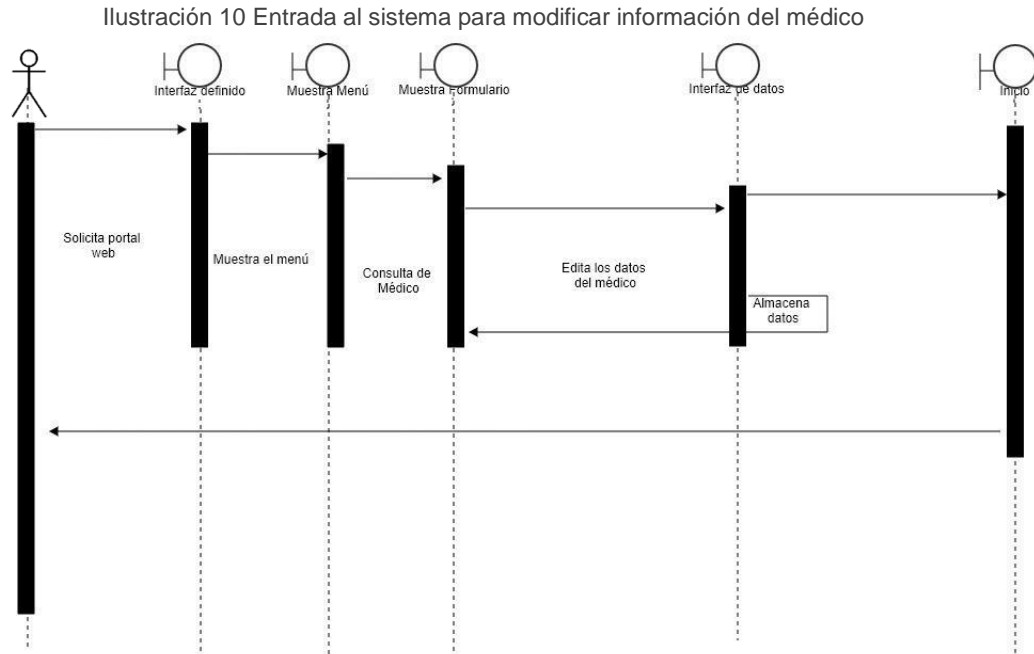 Ilustración 10 Entrada al sistema para modificar información del médico
Interfaz definido
Muestra Menú
Muestra Formulario
Interfaz de datos
Inicio
Solicita portal
web
Muestra el menú
Consulta de
Médico
Edita los datos
del médico
Almacena
datos